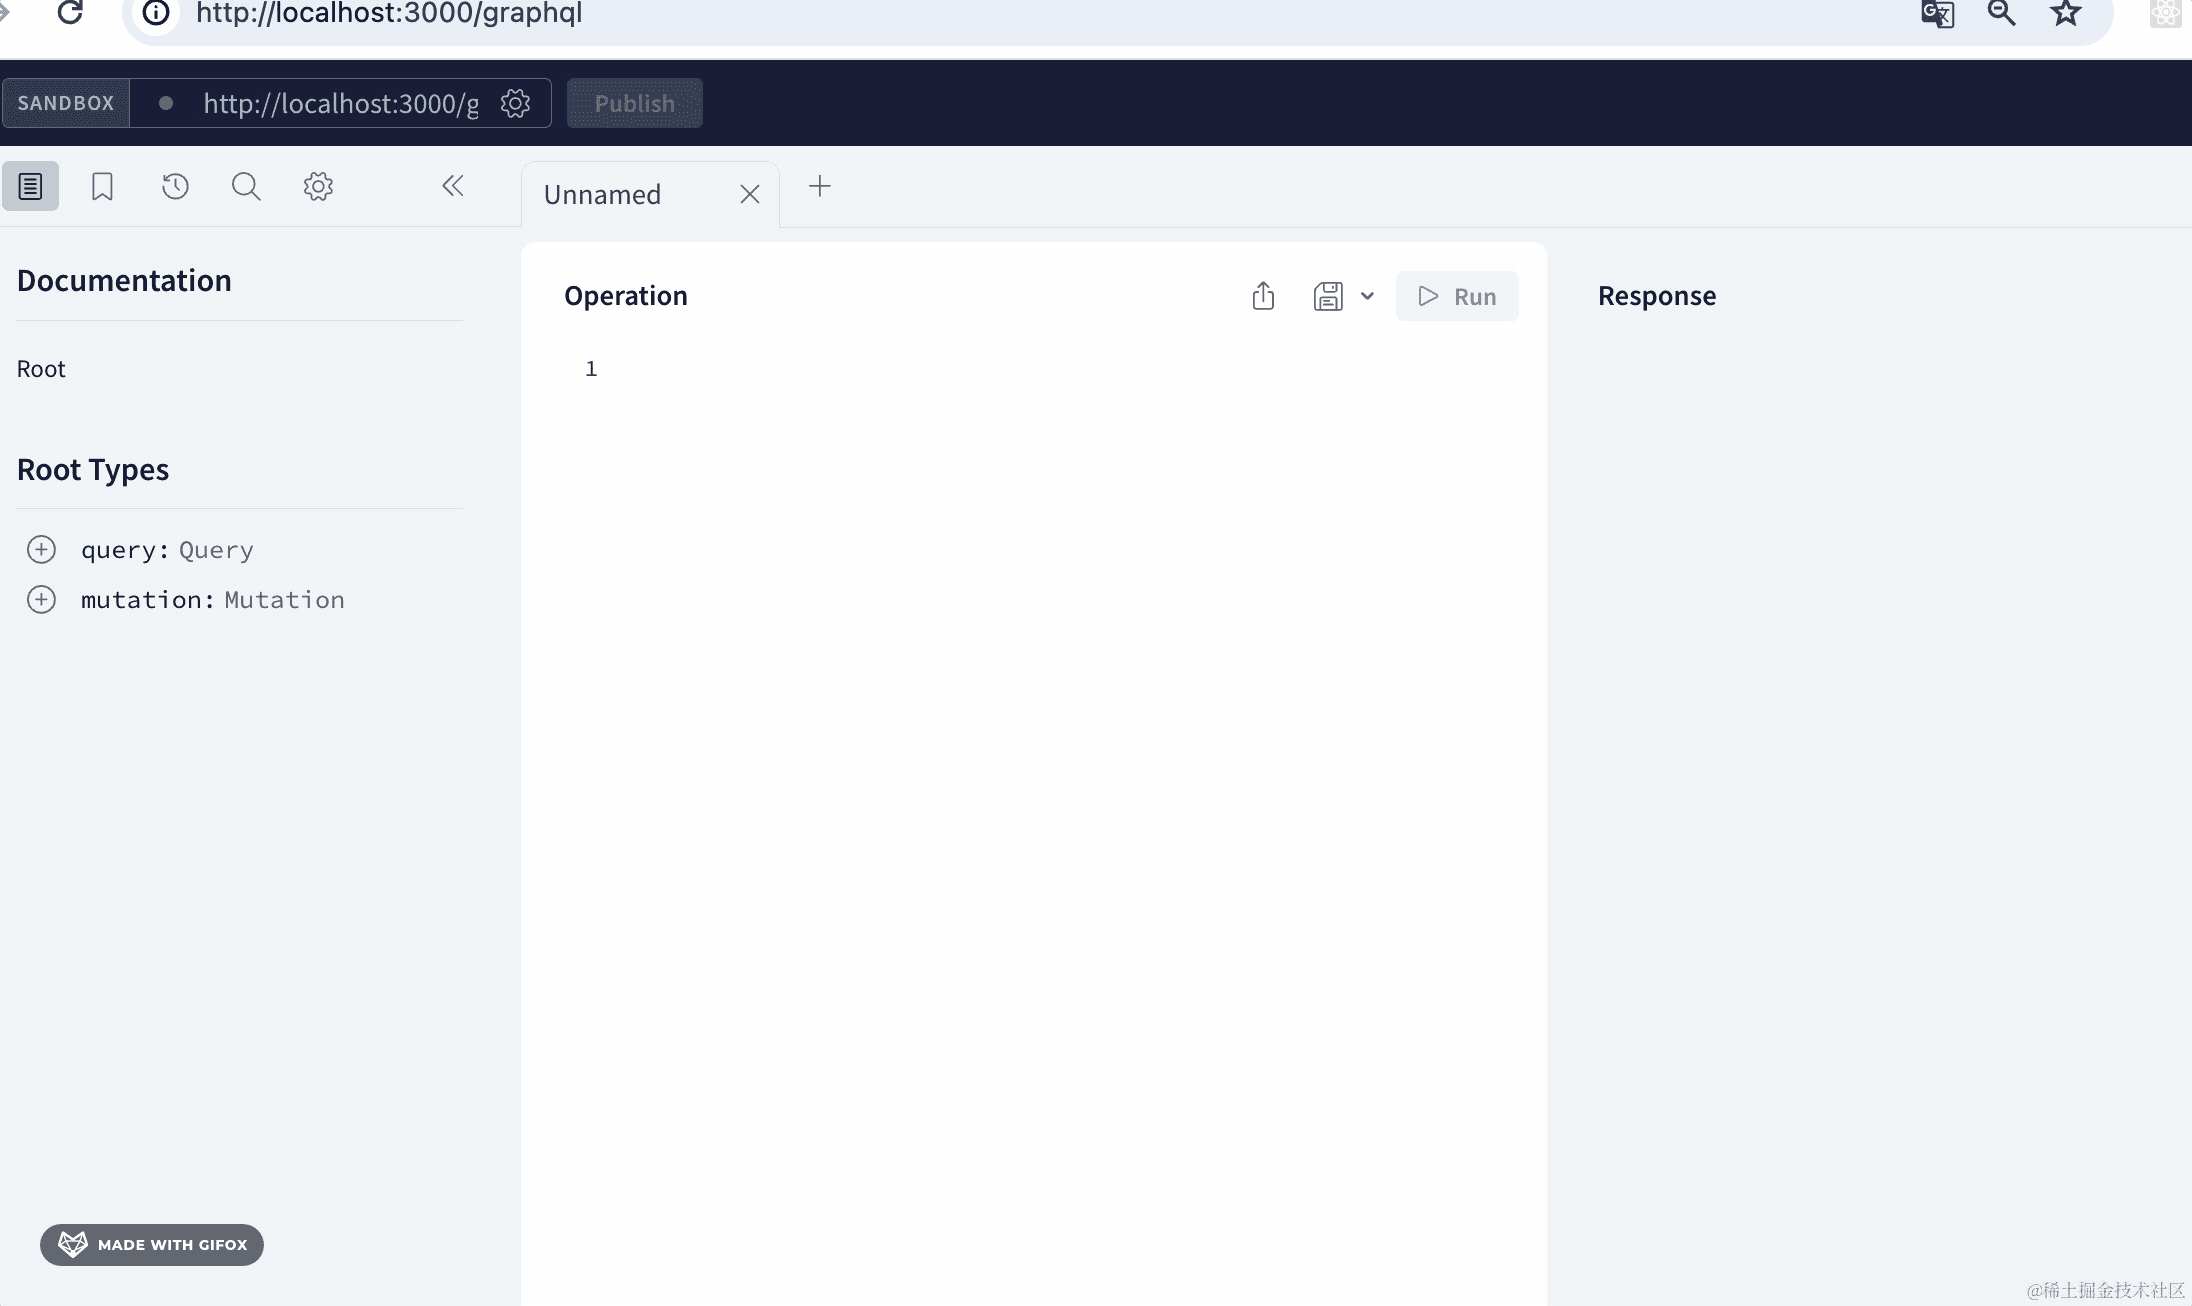 http://localhost:3000/graphql
SANDBOX
http://localhost:3000/g
Publish
Unnamed
Documentation
Root
Root Types
query: Query
mutation: Mutation
Operation
Run
1
Response
MADE WITH GIFOX
@稀土掘金技术社区